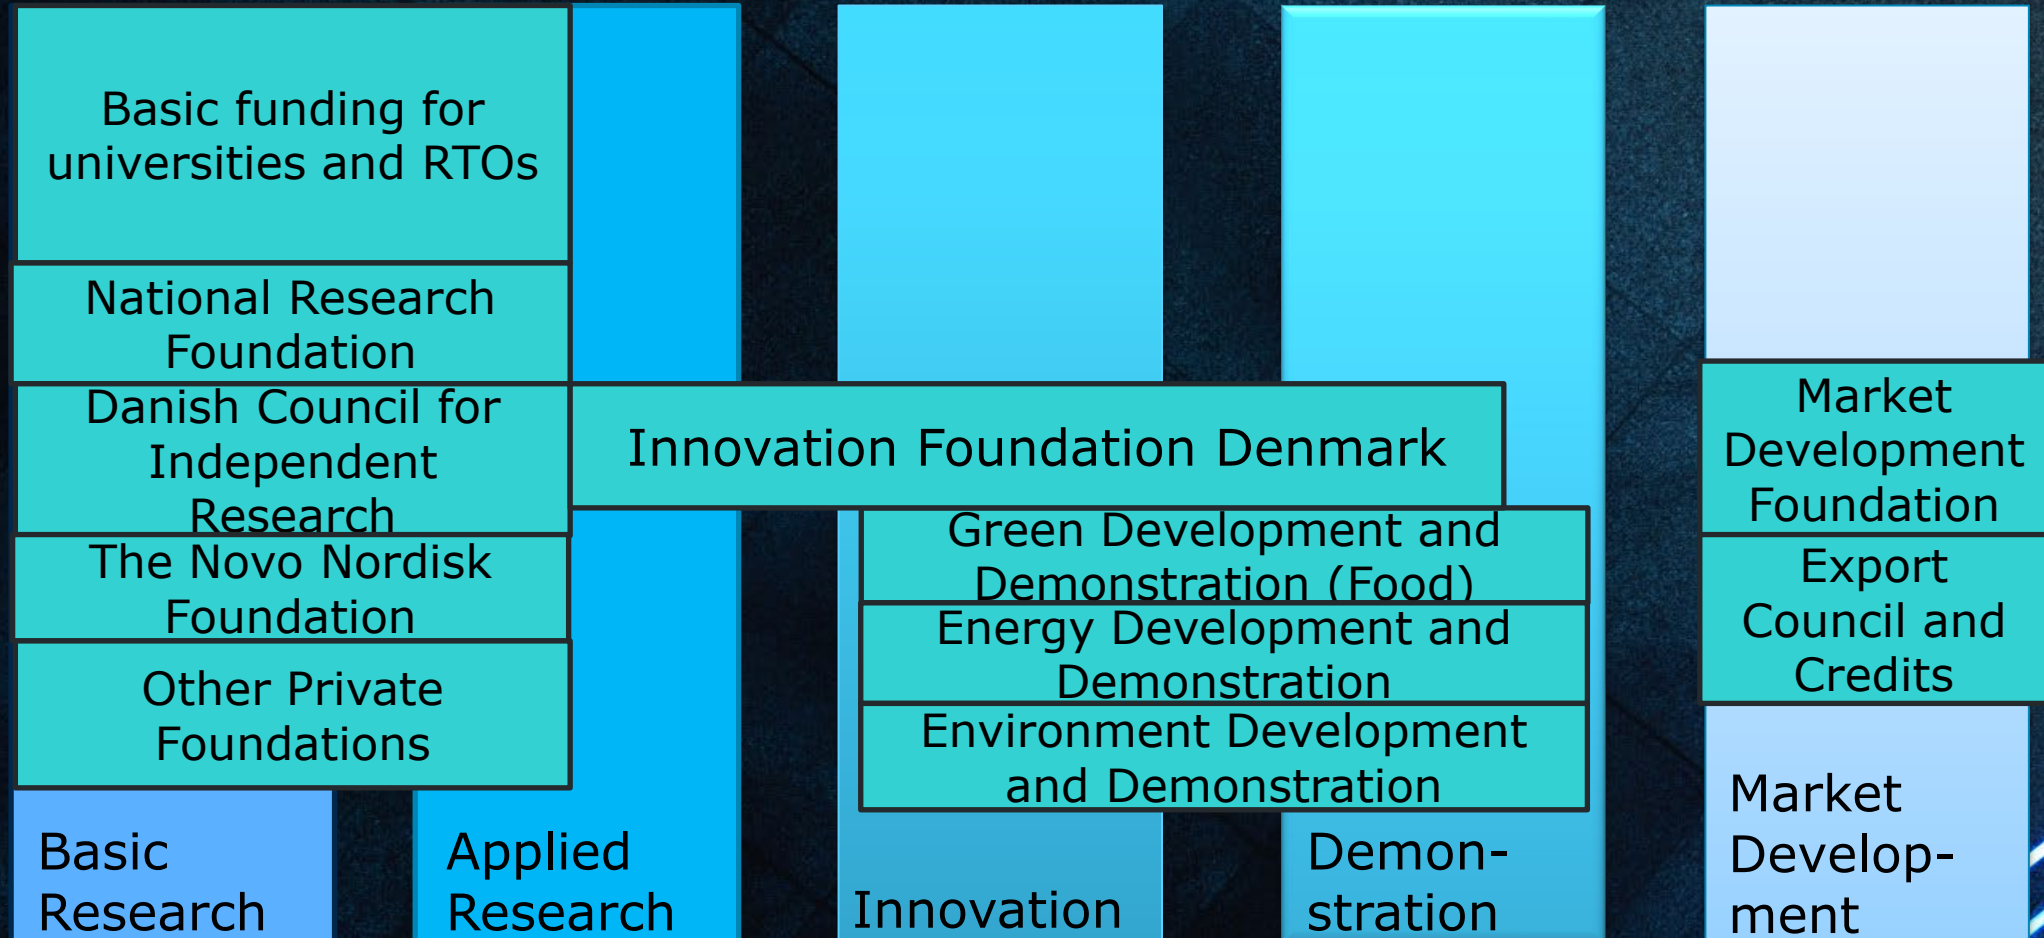 Basic funding for
universities and RTOs
National Research
Foundation
Danish Council for
Independent
Research
The Novo Nordisk
Foundation
Other Private
Foundations
Innovation Foundation Denmark
Green Development and
Demonstration (Food)
Energy Development and
Demonstration
Environment Development
and Demonstration
Market
Development
Foundation
Export
Council and
Credits
Basic
Research
Applied
Research
Innovation
Demon-
stration
Market
Develop-
ment